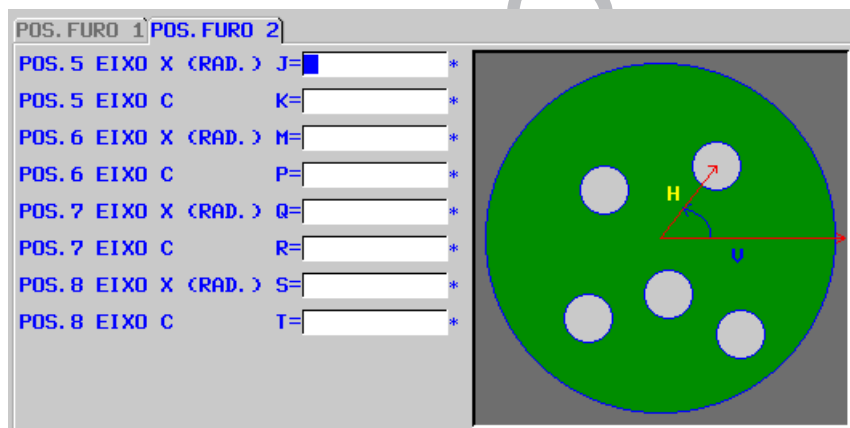 POS.FURO 1 POS.FURO 2
POS.5 EIXO X (RAD.) J= *
POS.5 EIXO C K= *
POS.6 EIXO X (RAD.) M= *
POS.6 EIXO C P= *
POS.7 EIXO X (RAD.) Q= *
POS.7 EIXO C R= *
POS.8 EIXO X (RAD.) S= *
POS.8 EIXO C T= *
H
V